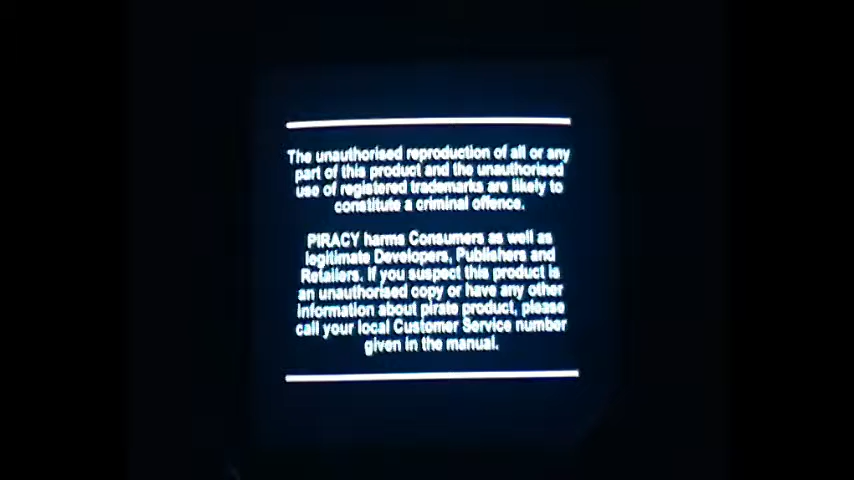 The unauthorised reproduction of all or any
part of this product and the unauthorised
use of registered trademarks are likely to
constitute a criminal offence.
PIRACY harms Consumers as well as
legitimate Developers, Publishers and
Retailers. If you suspect this product is
an unauthorised copy or have any other
information about pirate product, please
call your local Customer Service number
given in the manual.